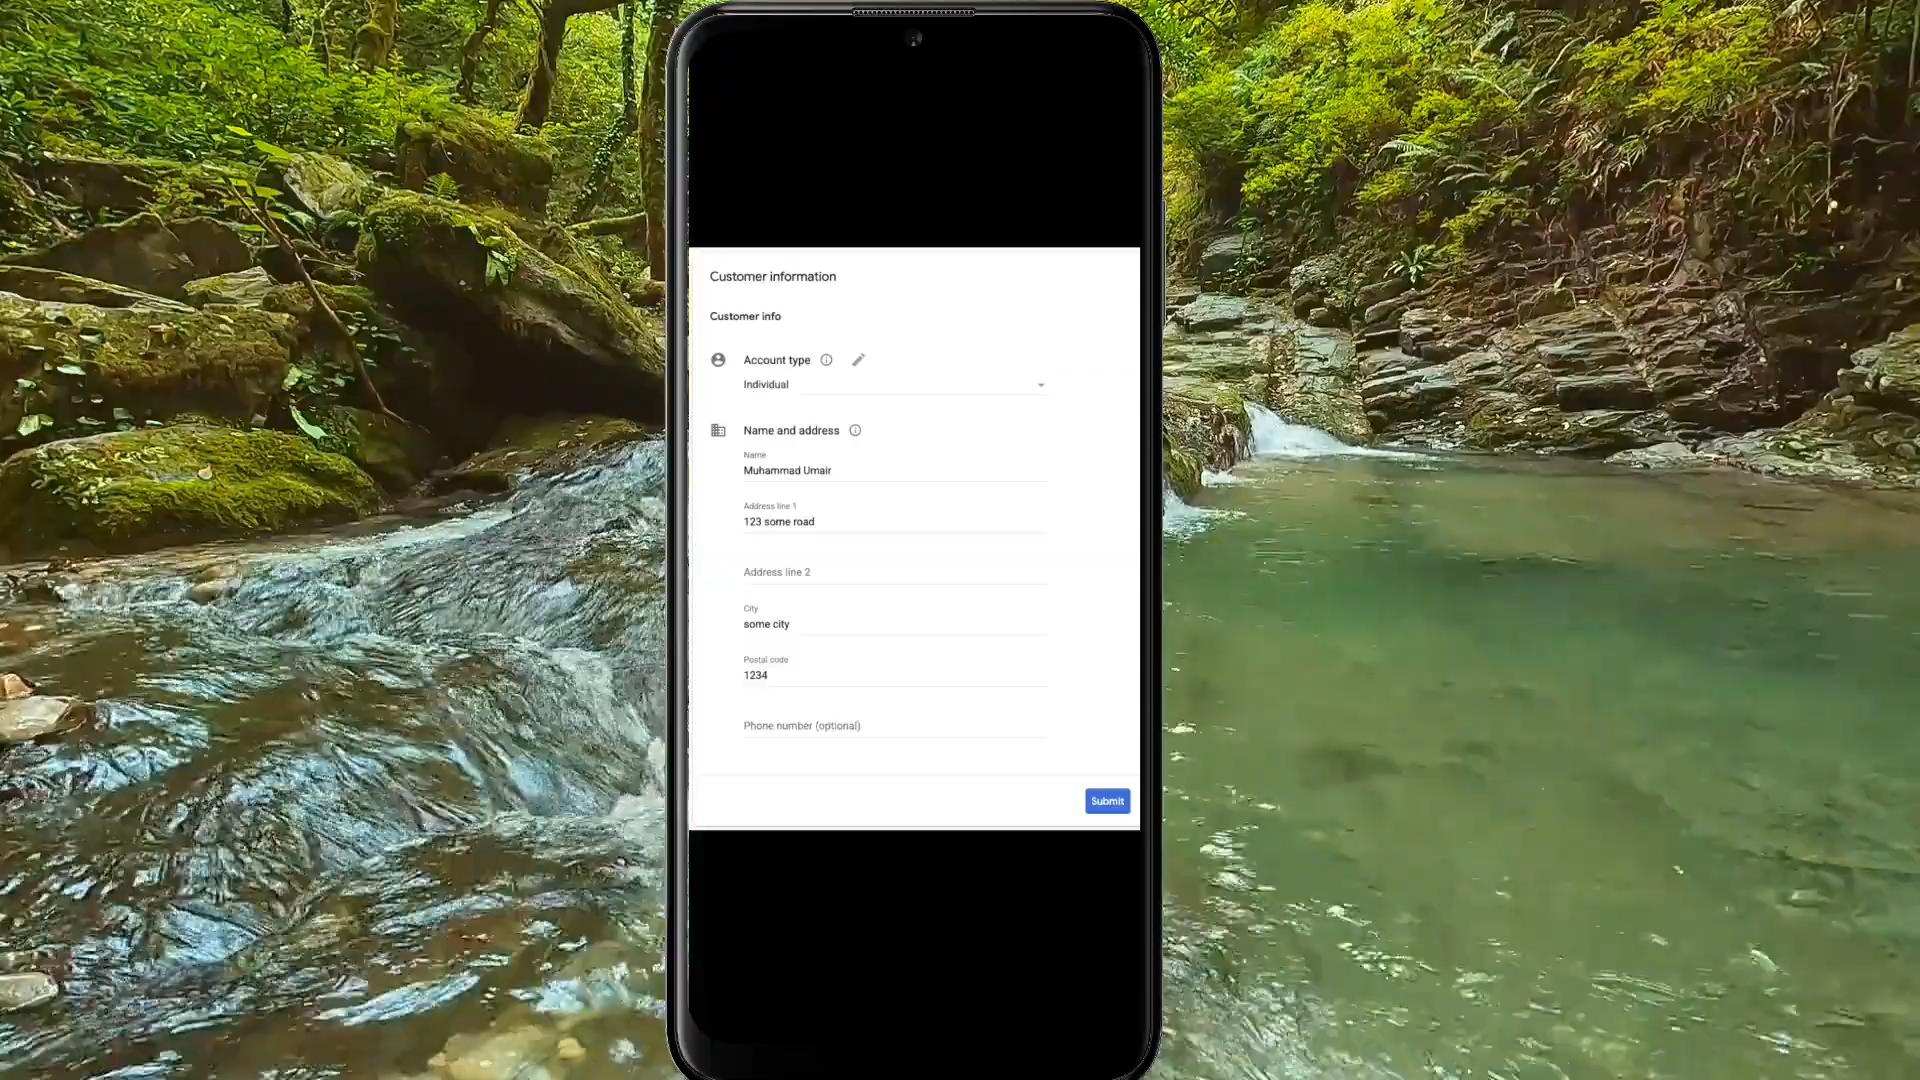 Customer information
Customer info
Account type
Individual
Name and address
Name
Muhammad Umair
Address line 1
123 some road
Address line 2
City
some city
Postal code
1234
Phone number (optional)
Submit